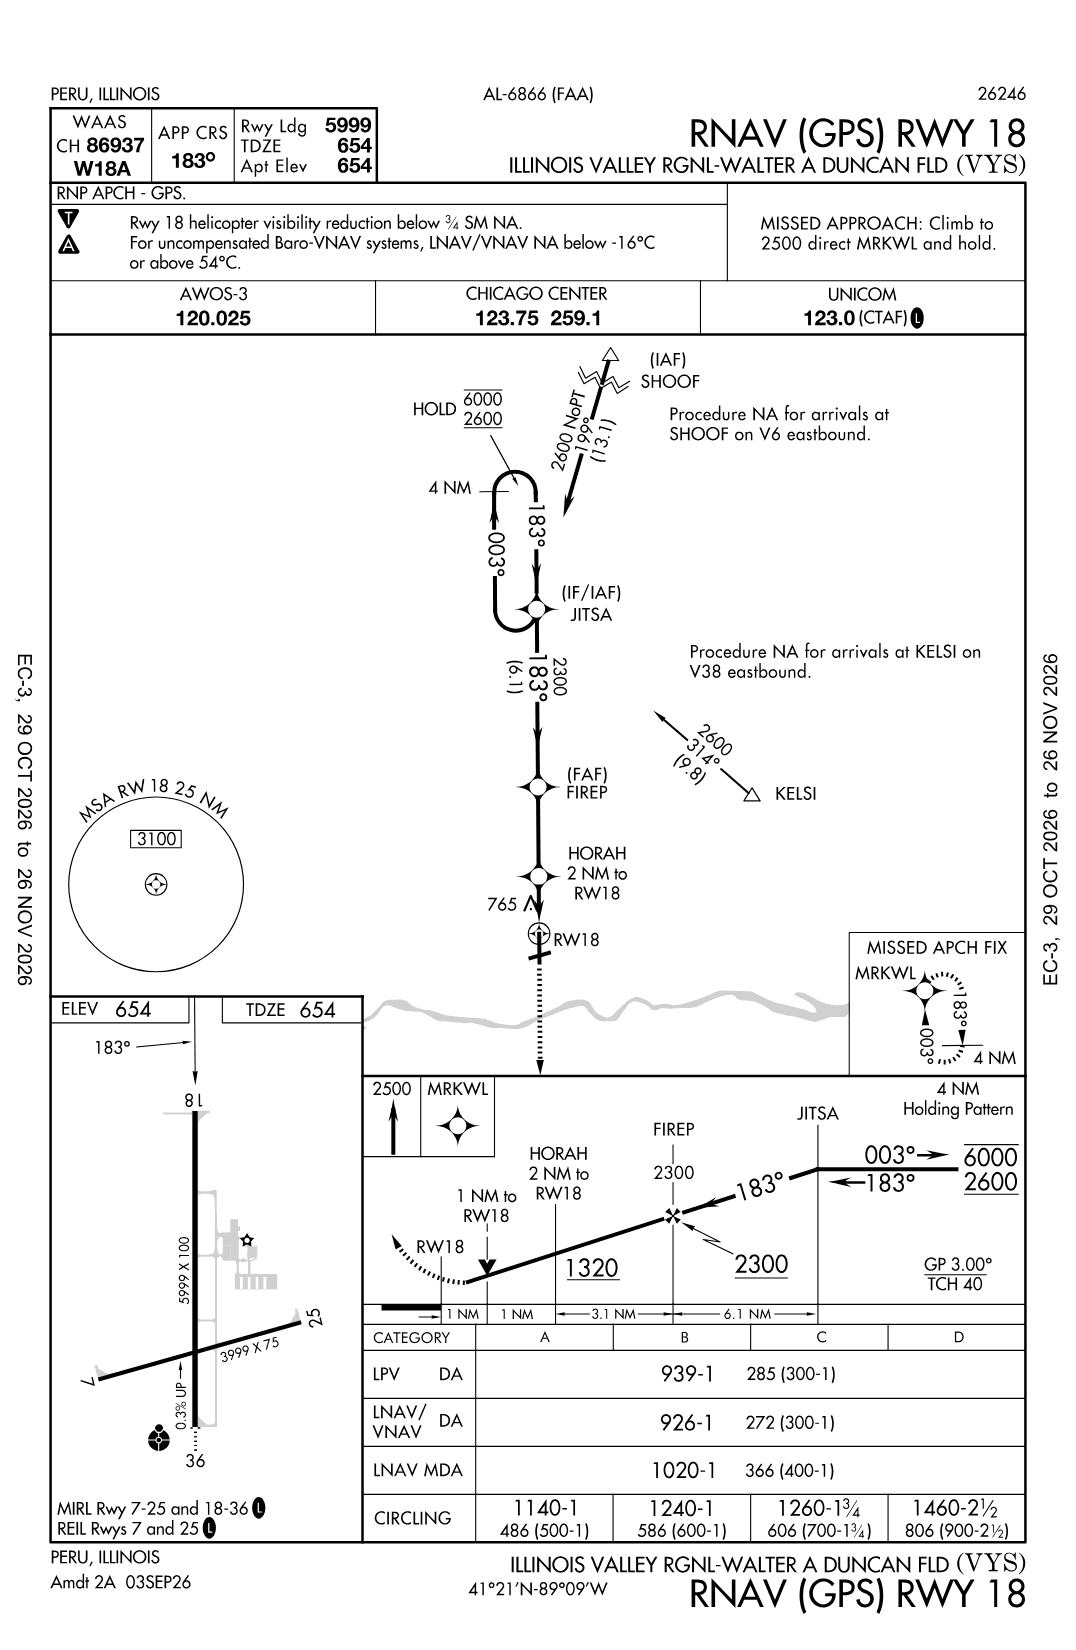 PERU, ILLINOIS
AL-6866 (FAA)
26246
WAAS
CH 86937
W18A
APP CRS
183°
Rwy Ldg 5999
TDZE 654
Apt Elev 654
RNAV (GPS) RWY 18
ILLINOIS VALLEY RGNL-WALTER A DUNCAN FLD (VYS)
RNP APCH - GPS.
T
A
Rwy 18 helicopter visibility reduction below ¾ SM NA.
For uncompensated Baro-VNAV systems, LNAV/VNAV NA below -16°C
or above 54°C.
MISSED APPROACH: Climb to
2500 direct MRKWL and hold.
AWOS-3
120.025
CHICAGO CENTER
123.75 259.1
UNICOM
123.0 (CTAF) L
(IAF)
SHOOF
2600 NoPT
199°
(13.1)
Procedure NA for arrivals at
SHOOF on V6 eastbound.
HOLD 6000
2600
4 NM
183°
003°
(IF/IAF)
JITSA
2300
183°
(6.1)
Procedure NA for arrivals at KELSI on
V38 eastbound.
2600
314°
(9.8)
KELSI
(FAF)
FIREP
MSA RW 18 25 NM
3100
HORAH
2 NM to
RW18
765
RW18
MISSED APCH FIX
MRKWL
183°
003°
4 NM
EC-3, 29 OCT 2026 to 26 NOV 2026
EC-3, 29 OCT 2026 to 26 NOV 2026
ELEV 654
TDZE 654
183°
18
5999 X 100
25
3999 X 75
7
0.3% UP
36
MIRL Rwy 7-25 and 18-36 L
REIL Rwys 7 and 25 L
2500
MRKWL
4 NM
Holding Pattern
JITSA
FIREP
2300
HORAH
2 NM to
RW18
1 NM to
RW18
RW18
003°
183°
6000
2600
183°
1320
2300
GP 3.00°
TCH 40
1 NM
1 NM
3.1 NM
6.1 NM
CATEGORY A B C D
LPV DA 939-1 285 (300-1)
LNAV/
VNAV DA 926-1 272 (300-1)
LNAV MDA 1020-1 366 (400-1)
CIRCLING
1140-1
486 (500-1)
1240-1
586 (600-1)
1260-1¾
606 (700-1¾)
1460-2½
806 (900-2½)
PERU, ILLINOIS
Amdt 2A 03SEP26
41°21'N-89°09'W
ILLINOIS VALLEY RGNL-WALTER A DUNCAN FLD (VYS)
RNAV (GPS) RWY 18